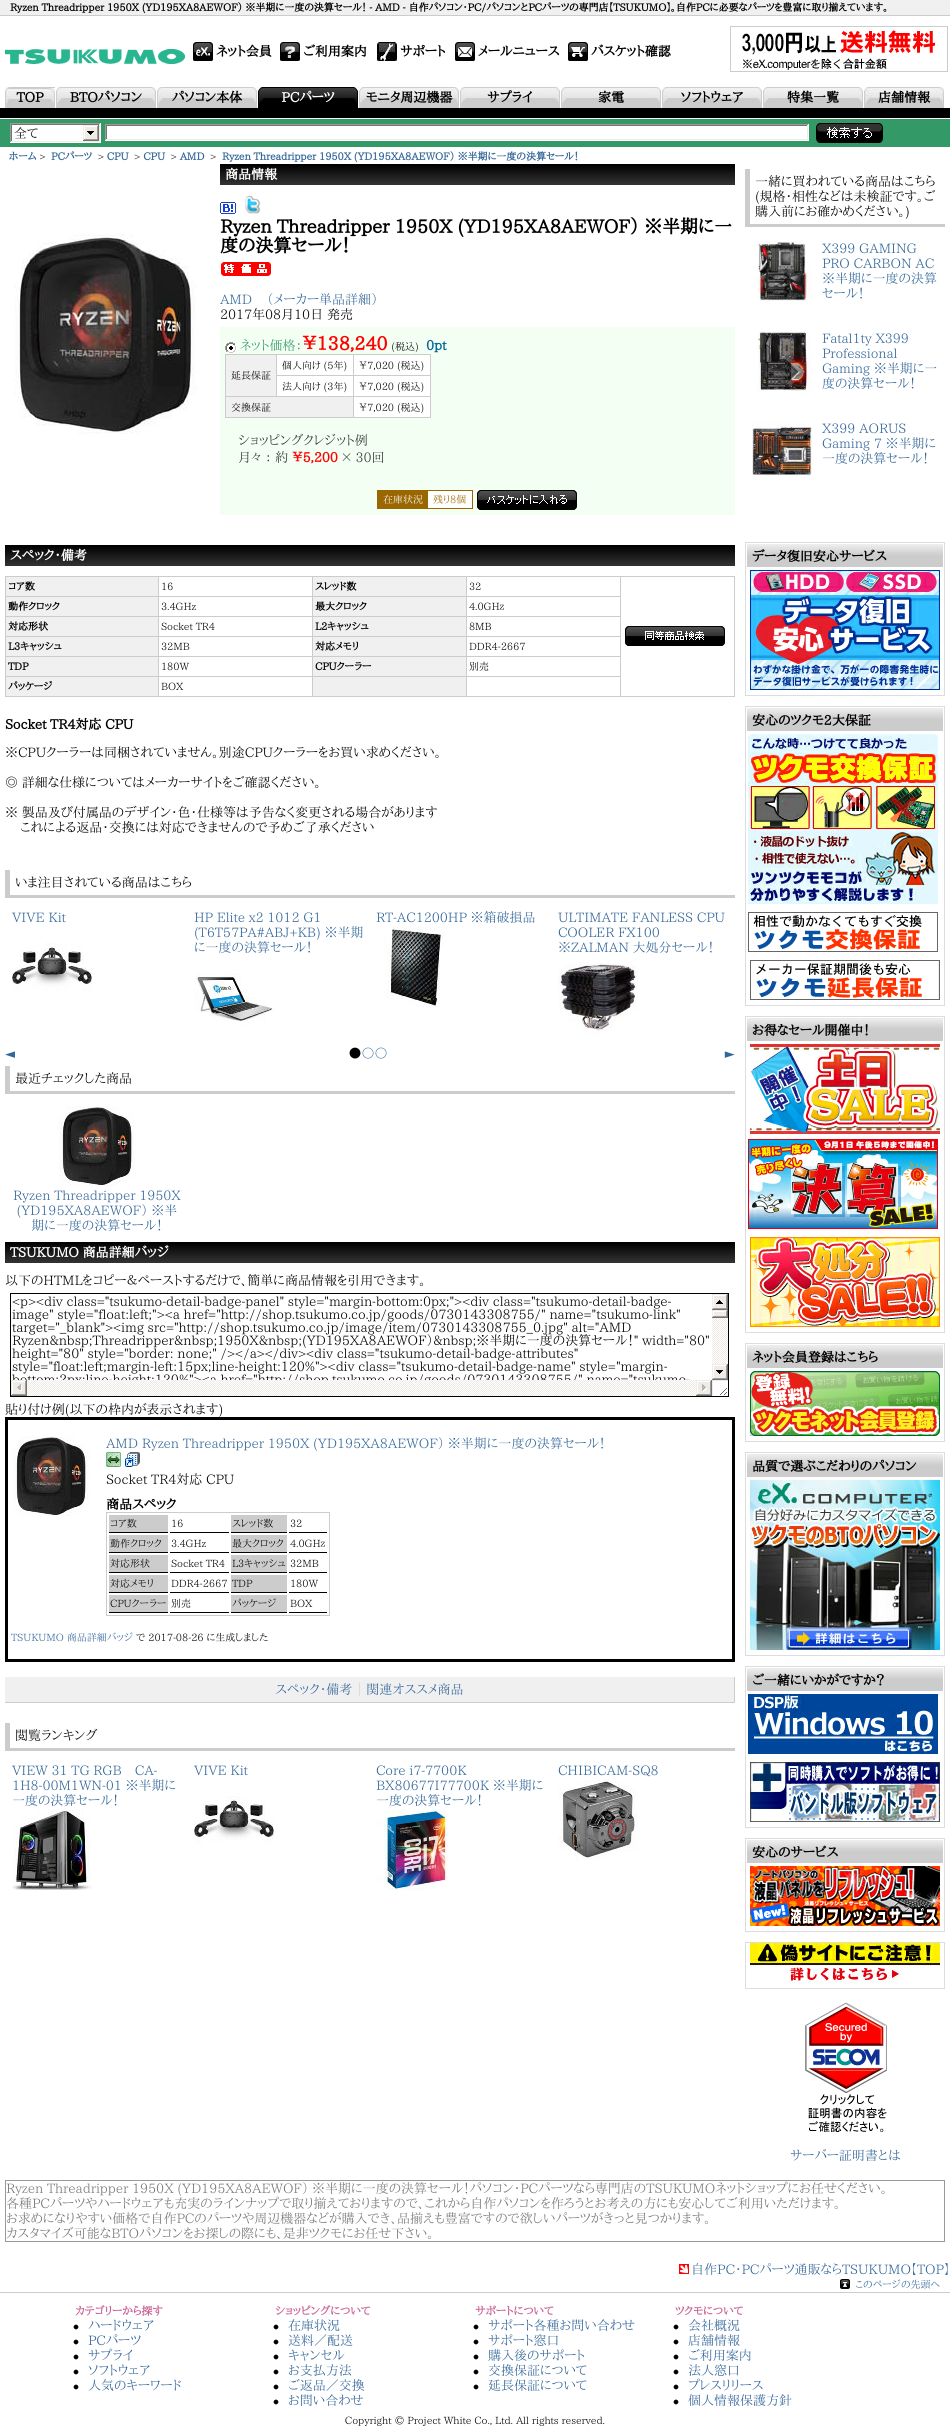 Ryzen Threadripper 1950X (YD195XA8AEWOF) ※半期に一度の決算セール! - AMD - 自作パソコン・PC/パソコンとPCパーツの専門店【TSUKUMO】。自作PCに必要なパーツを豊富に取り揃えています。
TSUKUMO eX. ネット会員 ? ご利用案内 サポート メールニュース バスケット確認
3,000円以上送料無料
※eX.computerを除く合計金額
TOP BTOパソコン パソコン本体 PCパーツ モニタ周辺機器 サプライ 家電 ソフトウェア 特集一覧 店舗情報
全て 検索する
ホーム > PCパーツ > CPU > CPU > AMD > Ryzen Threadripper 1950X (YD195XA8AEWOF) ※半期に一度の決算セール!
商品情報
B!
Ryzen Threadripper 1950X (YD195XA8AEWOF) ※半期に一
度の決算セール!
特価品
AMD (メーカー単品詳細)
2017年08月10日 発売
ネット価格: ¥138,240 (税込) 0pt
延長保証 個人向け (5年) ¥7,020 (税込)
法人向け (3年) ¥7,020 (税込)
交換保証 ¥7,020 (税込)
ショッピングクレジット例
月々 : 約 ¥5,200 × 30回
在庫状況 残り8個 バスケットに入れる
RYZEN
THREADRIPPER
AMD
RYZEN
THREADRIPPER
一緒に買われている商品はこちら
(規格・相性などは未検証です。ご
購入前にお確かめください。)
X399 GAMING
PRO CARBON AC
※半期に一度の決算
セール!
Fatal1ty X399
Professional
Gaming ※半期に一
度の決算セール!
X399 AORUS
Gaming 7 ※半期に
一度の決算セール!
スペック・備考
コア数 16 スレッド数 32
動作クロック 3.4GHz 最大クロック 4.0GHz
対応形状 Socket TR4 L2キャッシュ 8MB
L3キャッシュ 32MB 対応メモリ DDR4-2667
TDP 180W CPUクーラー 別売
パッケージ BOX
同等商品検索
Socket TR4対応 CPU
※CPUクーラーは同梱されていません。別途CPUクーラーをお買い求めください。
◎ 詳細な仕様についてはメーカーサイトをご確認ください。
※ 製品及び付属品のデザイン・色・仕様等は予告なく変更される場合があります
これによる返品・交換には対応できませんので予めご了承ください
いま注目されている商品はこちら
VIVE Kit
HP Elite x2 1012 G1
(T6T57PA#ABJ+KB) ※半期
に一度の決算セール!
RT-AC1200HP ※箱破損品
ULTIMATE FANLESS CPU
COOLER FX100
※ZALMAN 大処分セール!
◄ ●○○ ►
最近チェックした商品
RYZEN
Ryzen Threadripper 1950X
(YD195XA8AEWOF) ※半
期に一度の決算セール!
TSUKUMO 商品詳細バッジ
以下のHTMLをコピー&ペーストするだけで、簡単に商品情報を引用できます。
<p><div class="tsukumo-detail-badge-panel" style="margin-bottom:0px;"><div class="tsukumo-detail-badge-
image" style="float:left;"><a href="http://shop.tsukumo.co.jp/goods/0730143308755/" name="tsukumo-link"
target="_blank"><img src="http://shop.tsukumo.co.jp/image/item/0730143308755_0.jpg" alt="AMD
Ryzen&nbsp;Threadripper&nbsp;1950X&nbsp;(YD195XA8AEWOF)&nbsp;※半期に一度の決算セール!" width="80"
height="80" style="border: none;" /></a></div><div class="tsukumo-detail-badge-attributes"
style="float:left;margin-left:15px;line-height:120%"><div class="tsukumo-detail-badge-name" style="margin-
bottom:2px;line-height:120%"><a href="http://shop.tsukumo.co.jp/goods/0730143308755/" name="tsukumo-
貼り付け例(以下の枠内が表示されます)
RYZEN
AMD Ryzen Threadripper 1950X (YD195XA8AEWOF) ※半期に一度の決算セール!
Socket TR4対応 CPU
商品スペック
コア数 16 スレッド数 32
動作クロック 3.4GHz 最大クロック 4.0GHz
対応形状 Socket TR4 L3キャッシュ 32MB
対応メモリ DDR4-2667 TDP 180W
CPUクーラー 別売 パッケージ BOX
TSUKUMO 商品詳細バッジ で 2017-08-26 に生成しました
スペック・備考 | 関連オススメ商品
閲覧ランキング
VIEW 31 TG RGB CA-
1H8-00M1WN-01 ※半期に
一度の決算セール!
VIVE Kit
Core i7-7700K
BX80677I77700K ※半期に
一度の決算セール!
CHIBICAM-SQ8
CORE i7
データ復旧安心サービス
HDD SSD
データ復旧
安心サービス
わずかな掛け金で、万が一の障害発生時に
データ復旧サービスが受けられます!
安心のツクモ2大保証
こんな時…つけてて良かった
ツクモ交換保証
・液晶のドット抜け
・相性で使えない…。
ツンツクモモコが
分かりやすく解説します!
相性で動かなくてもすぐ交換
ツクモ交換保証
メーカー保証期間後も安心
ツクモ延長保証
お得なセール開催中!
開催中!
土日
SALE
9月1日 午後5時まで開催中!
半期に一度の
売り尽くし
決算
SALE!
大処分
SALE!!
ネット会員登録はこちら
登録無料!
ツクモネット会員登録
品質で選ぶこだわりのパソコン
eX.COMPUTER
自分好みにカスタマイズできる
ツクモのBTOパソコン
詳細はこちら
ご一緒にいかがですか?
DSP版
Windows 10
はこちら
同時購入でソフトがお得に!
バンドル版ソフトウェア
安心のサービス
ノートパソコンの
液晶パネルをリフレッシュ!
New! 液晶リフレッシュサービス
偽サイトにご注意!
詳しくはこちら
Secured
by
SECOM
クリックして
証明書の内容を
ご確認ください。
サーバー証明書とは
Ryzen Threadripper 1950X (YD195XA8AEWOF) ※半期に一度の決算セール!パソコン・PCパーツなら専門店のTSUKUMOネットショップにお任せください。
各種PCパーツやハードウェアも充実のラインナップで取り揃えておりますので、これから自作パソコンを作ろうとお考えの方にも安心してご利用いただけます。
お求めになりやすい価格で自作PCのパーツや周辺機器などが購入でき、品揃えも豊富ですので欲しいパーツがきっと見つかります。
カスタマイズ可能なBTOパソコンをお探しの際にも、是非ツクモにお任せ下さい。
自作PC・PCパーツ通販ならTSUKUMO【TOP】
このページの先頭へ
カテゴリーから探す
ハードウェア
PCパーツ
サプライ
ソフトウェア
人気のキーワード
ショッピングについて
在庫状況
送料/配送
キャンセル
お支払方法
ご返品/交換
お問い合わせ
サポートについて
サポート各種お問い合わせ
サポート窓口
購入後のサポート
交換保証について
延長保証について
ツクモについて
会社概況
店舗情報
ご利用案内
法人窓口
プレスリリース
個人情報保護方針
Copyright © Project White Co., Ltd. All rights reserved.